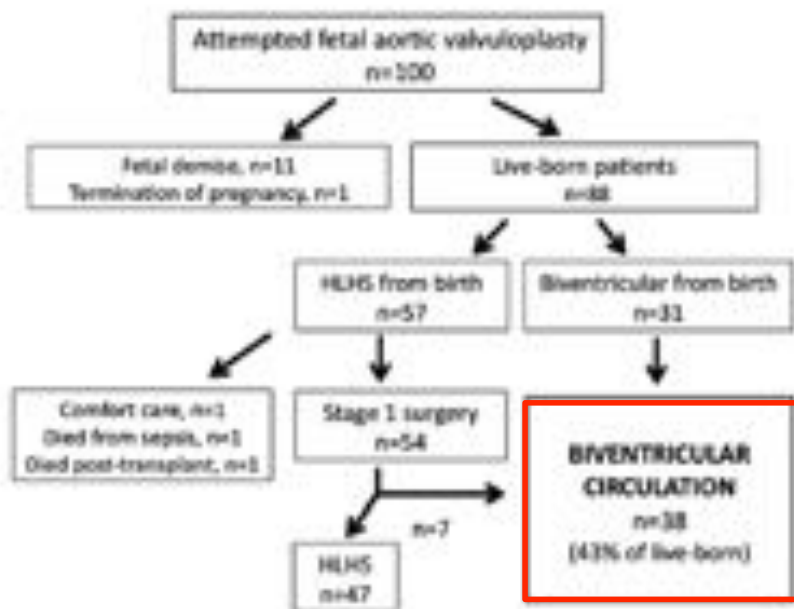 Attempted fetal aortic valvuloplasty
n=100
Fetal demise, n=11
Termination of pregnancy, n=1
Live-born patients
n=88
HLHS from birth
n=57
Biventricular from birth
n=31
Comfort care, n=1
Died from sepsis, n=1
Died post-transplant, n=1
Stage 1 surgery
n=54
BIVENTRICULAR
CIRCULATION
n=38
(43% of live-born)
n=7
HLHS
n=47